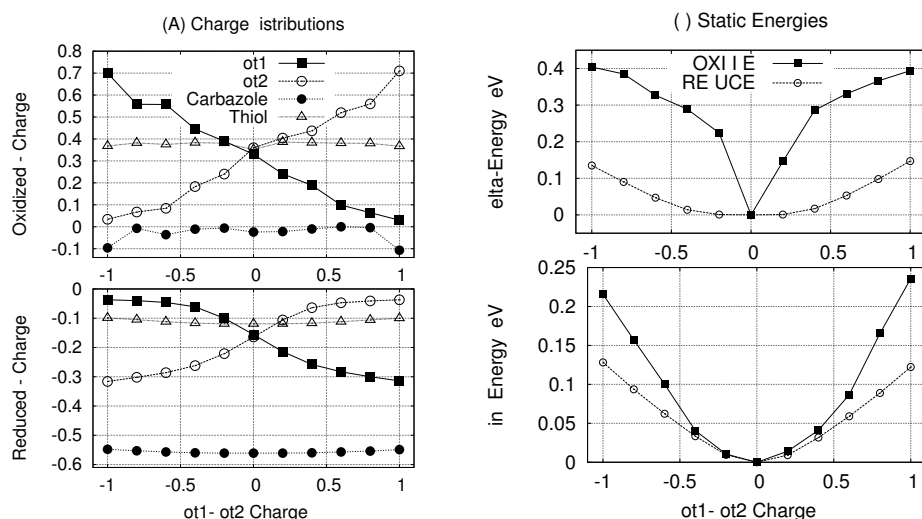 (A) Charge istributions
Oxidized - Charge
0.8
0.7
0.6
0.5
0.4
0.3
0.2
0.1
0
-0.1
ot1
ot2
Carbazole
Thiol
-1 -0.5 0 0.5 1
Reduced - Charge
0
-0.1
-0.2
-0.3
-0.4
-0.5
-0.6
-1 -0.5 0 0.5 1
ot1- ot2 Charge
( ) Static Energies
elta-Energy eV
0.4
0.3
0.2
0.1
0
OXI I E
RE UCE
-1 -0.5 0 0.5 1
in Energy eV
0.25
0.2
0.15
0.1
0.05
0
-1 -0.5 0 0.5 1
ot1- ot2 Charge